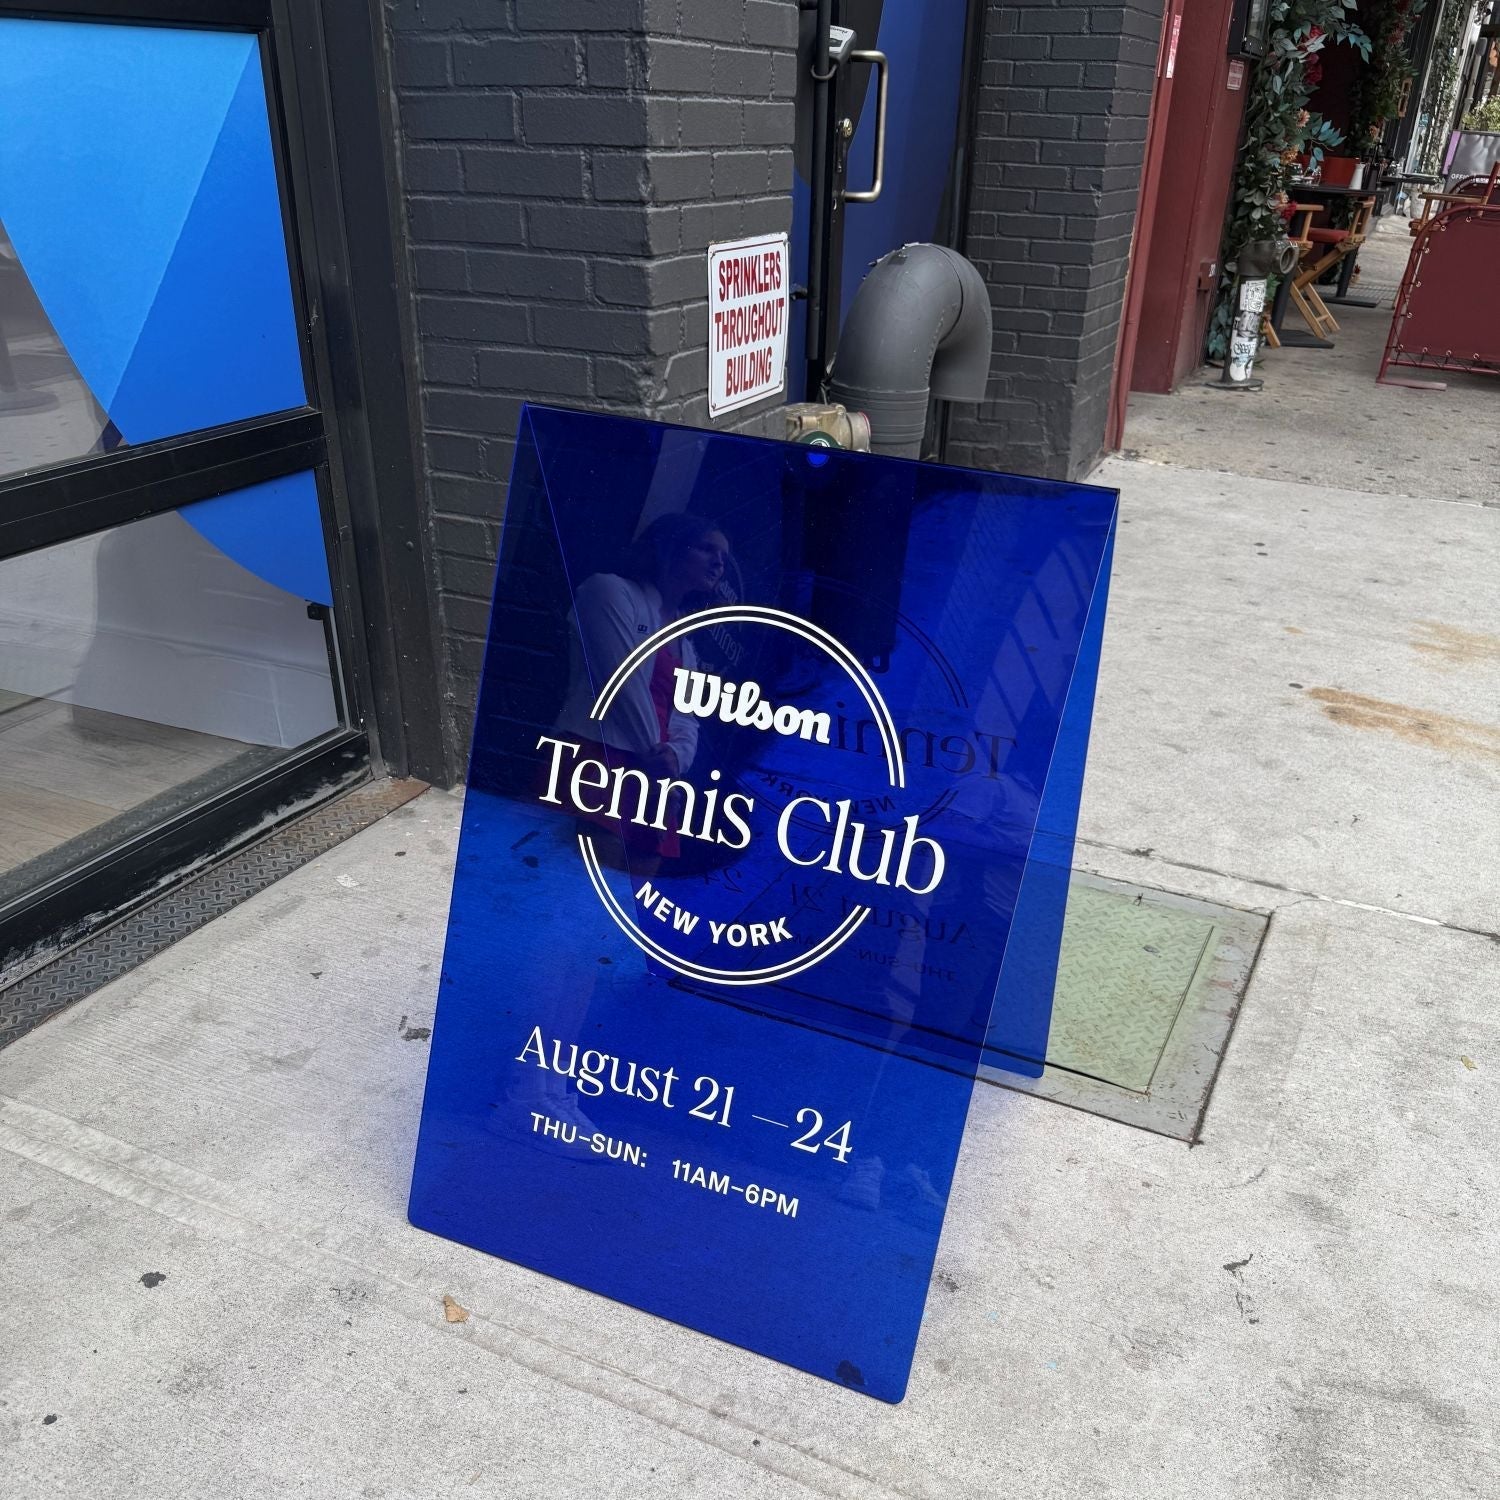 SPRINKLERS
THROUGHOUT
BUILDING
Wilson
Tennis Club
NEW YORK
August 21 – 24
THU–SUN: 11AM–6PM